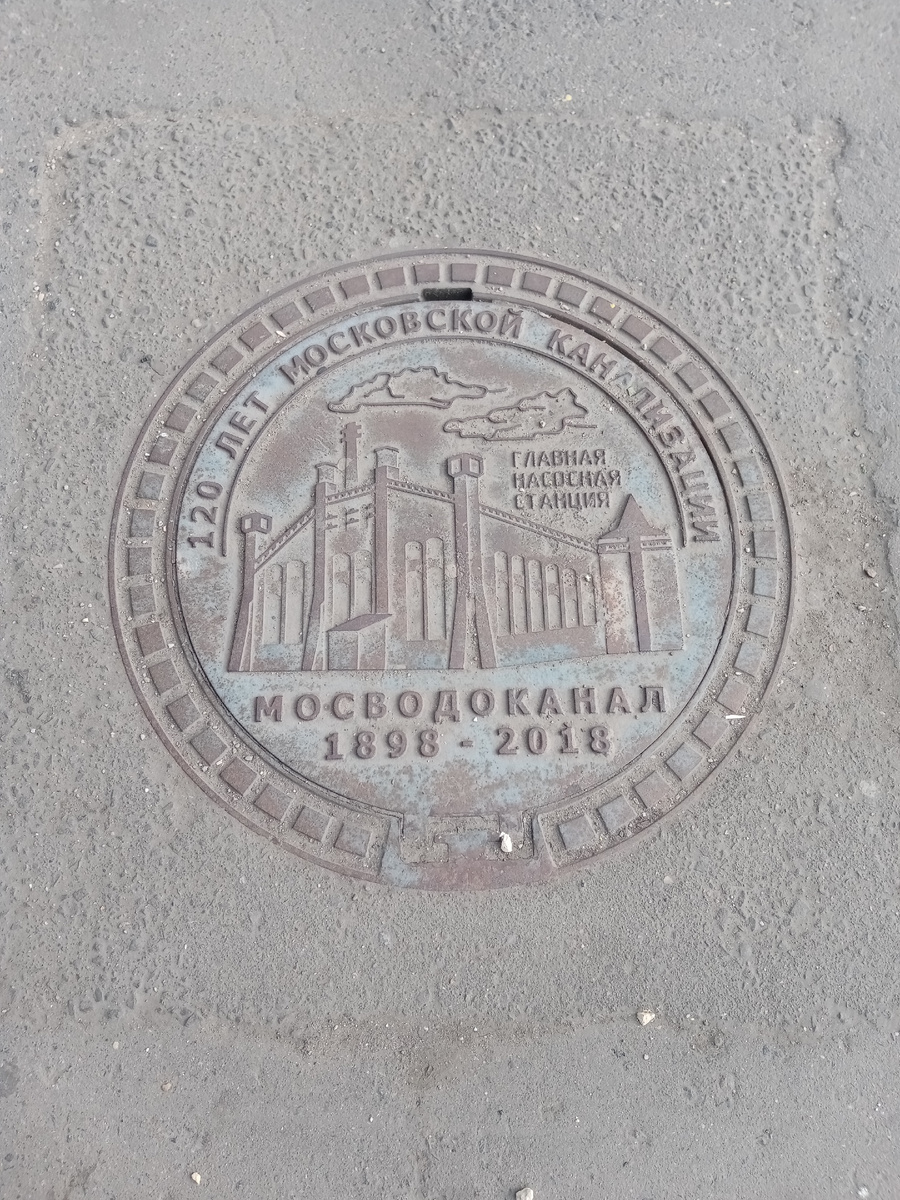 120 ЛЕТ МОСКОВСКОЙ КАНАЛИЗАЦИИ
ГЛАВНАЯ
НАСОСНАЯ
СТАНЦИЯ
МОСВОДОКАНАЛ
1898 - 2018